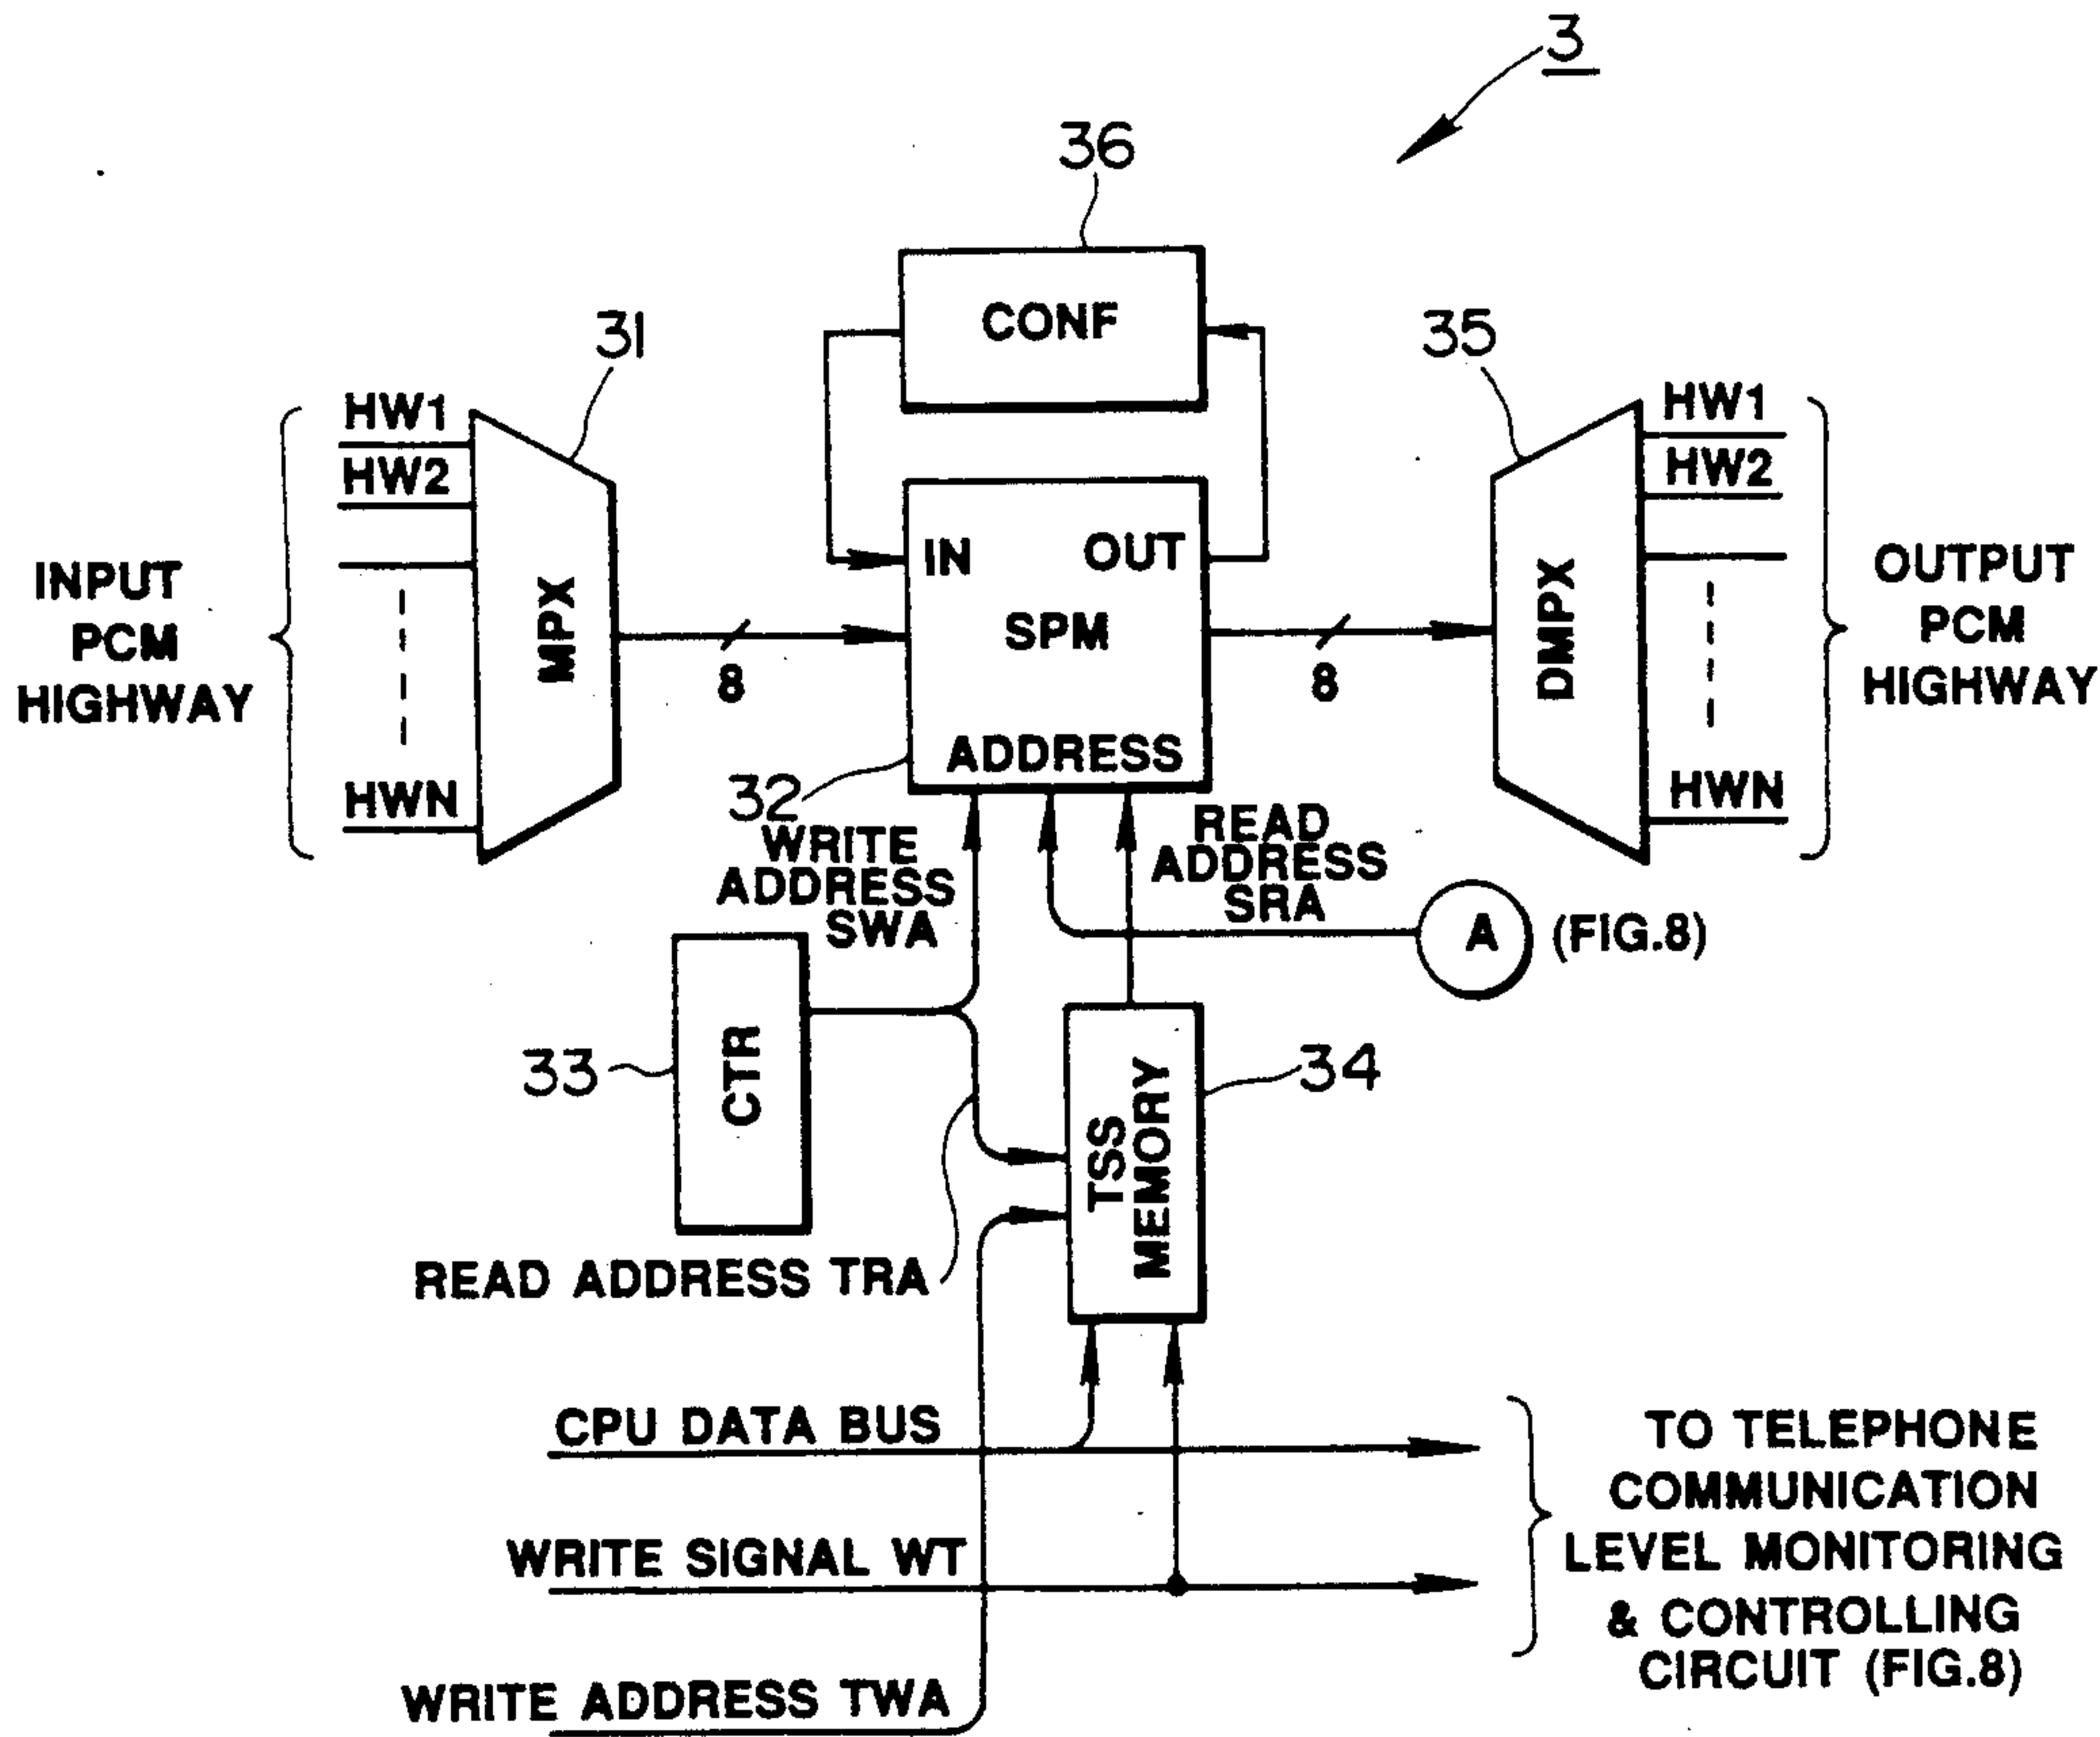 3
36
CONF
31
35
HW1
HW2
HWN
INPUT
PCM
HIGHWAY
MPX
8
IN
OUT
SPM
ADDRESS
32
8
DMPX
HW1
HW2
HWN
OUTPUT
PCM
HIGHWAY
WRITE
ADDRESS
SWA
READ
ADDRESS
SRA
A
(FIG.8)
33
CTR
34
TSS
MEMORY
READ ADDRESS TRA
CPU DATA BUS
WRITE SIGNAL WT
WRITE ADDRESS TWA
TO TELEPHONE
COMMUNICATION
LEVEL MONITORING
& CONTROLLING
CIRCUIT (FIG.8)